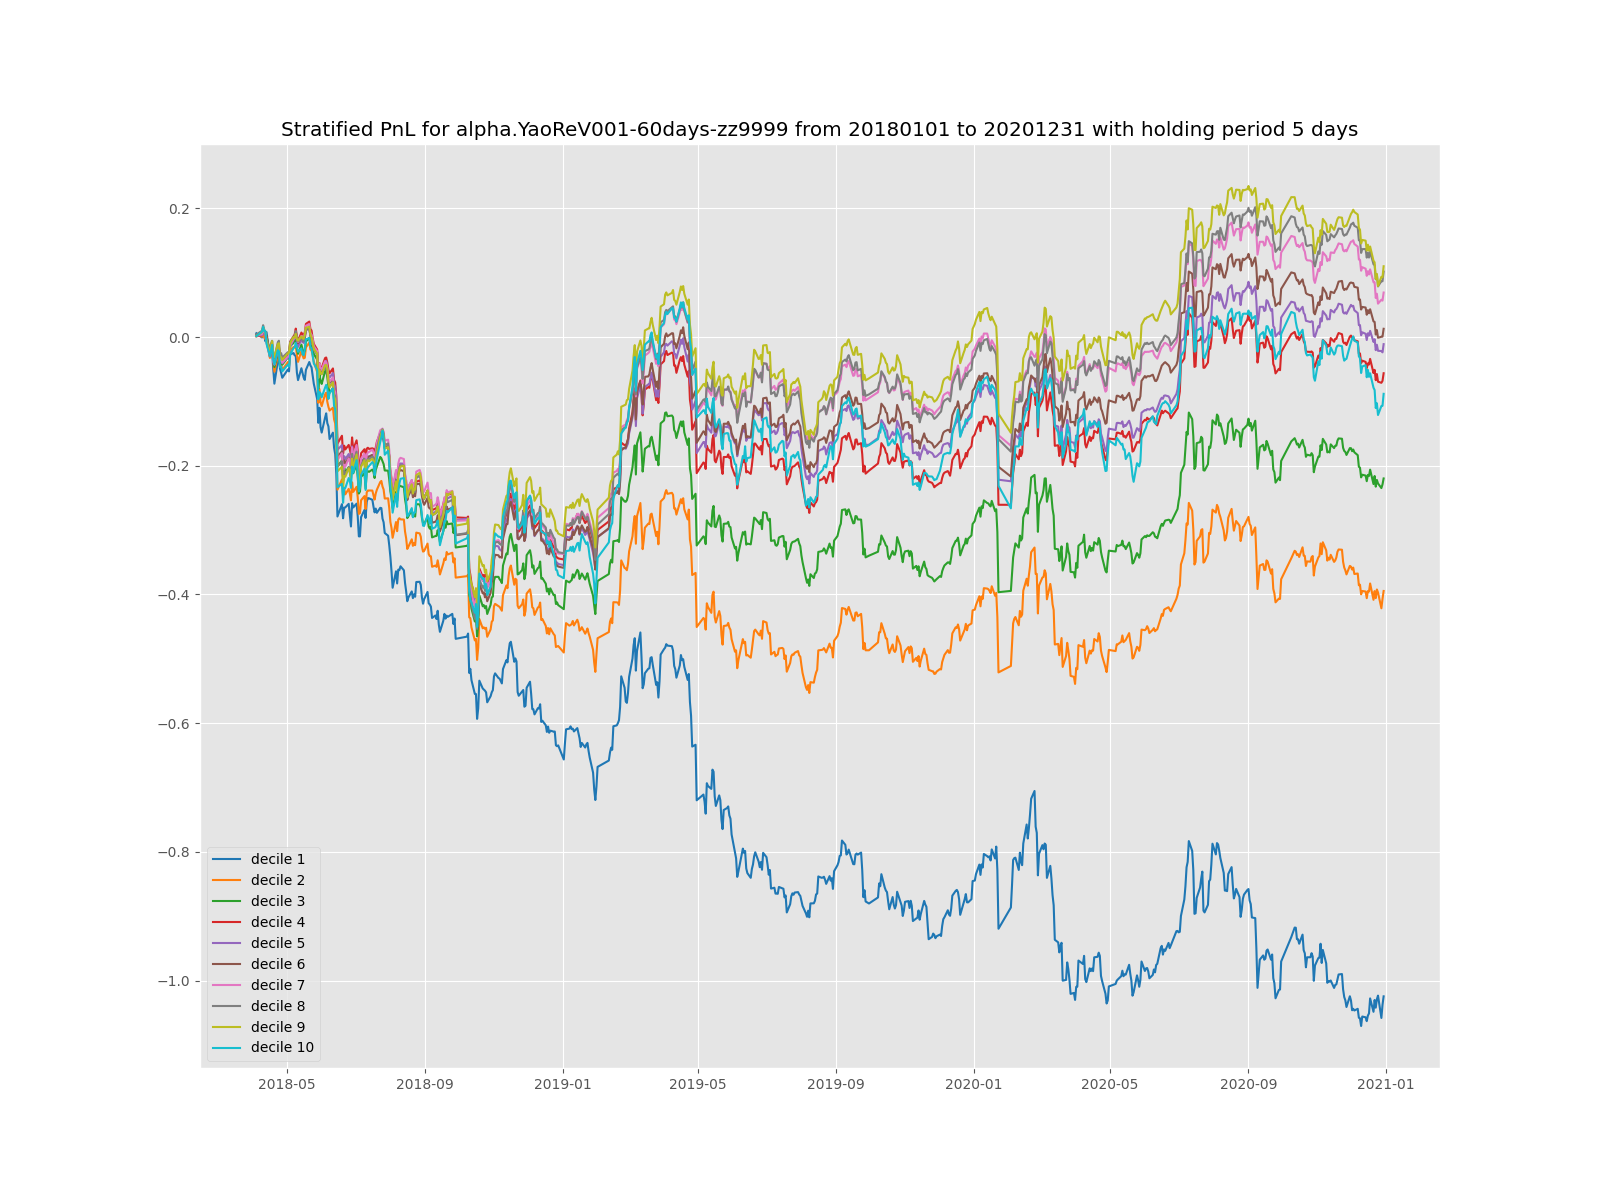 Stratified PnL for alpha.YaoReV001-60days-zz9999 from 20180101 to 20201231 with holding period 5 days
0.2
0.0
−0.2
−0.4
−0.6
−0.8
−1.0
decile 1
decile 2
decile 3
decile 4
decile 5
decile 6
decile 7
decile 8
decile 9
decile 10
2018-05 2018-09 2019-01 2019-05 2019-09 2020-01 2020-05 2020-09 2021-01